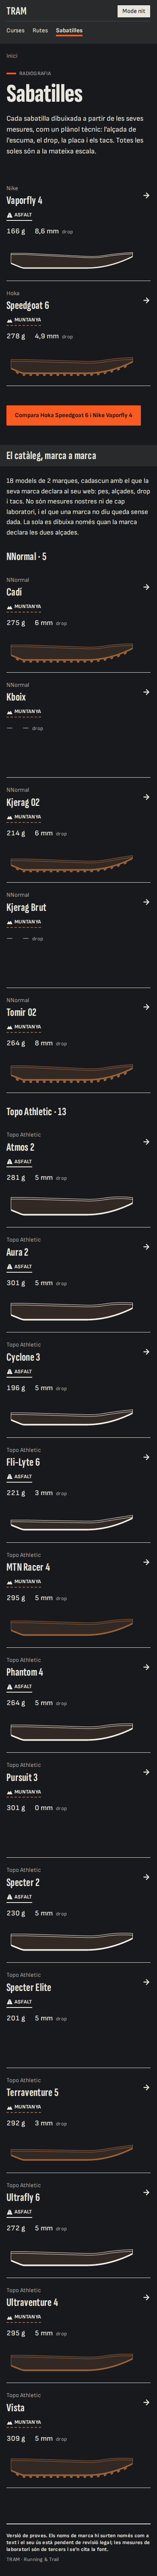 TRAM
Mode nit
Curses Rutes Sabatilles
Inici
RADIOGRAFIA
Sabatilles
Cada sabatilla dibuixada a partir de les seves
mesures, com un plànol tècnic: l'alçada de
l'escuma, el drop, la placa i els tacs. Totes les
soles són a la mateixa escala.
Nike
Vaporfly 4
ASFALT
166 g 8,6 mm drop
Hoka
Speedgoat 6
MUNTANYA
278 g 4,9 mm drop
Compara Hoka Speedgoat 6 i Nike Vaporfly 4
El catàleg, marca a marca
18 models de 2 marques, cadascun amb el que la
seva marca declara al seu web: pes, alçades, drop
i tacs. No són mesures nostres ni de cap
laboratori, i el que una marca no diu queda sense
dada. La sola es dibuixa només quan la marca
declara les dues alçades.
NNormal · 5
NNormal
Cadí
MUNTANYA
275 g 6 mm drop
NNormal
Kboix
MUNTANYA
— — drop
NNormal
Kjerag 02
MUNTANYA
214 g 6 mm drop
NNormal
Kjerag Brut
MUNTANYA
— — drop
NNormal
Tomir 02
MUNTANYA
264 g 8 mm drop
Topo Athletic · 13
Topo Athletic
Atmos 2
ASFALT
281 g 5 mm drop
Topo Athletic
Aura 2
ASFALT
301 g 5 mm drop
Topo Athletic
Cyclone 3
ASFALT
196 g 5 mm drop
Topo Athletic
Fli-Lyte 6
ASFALT
221 g 3 mm drop
Topo Athletic
MTN Racer 4
MUNTANYA
295 g 5 mm drop
Topo Athletic
Phantom 4
ASFALT
264 g 5 mm drop
Topo Athletic
Pursuit 3
MUNTANYA
301 g 0 mm drop
Topo Athletic
Specter 2
ASFALT
230 g 5 mm drop
Topo Athletic
Specter Elite
ASFALT
201 g 5 mm drop
Topo Athletic
Terraventure 5
MUNTANYA
292 g 3 mm drop
Topo Athletic
Ultrafly 6
ASFALT
272 g 5 mm drop
Topo Athletic
Ultraventure 4
MUNTANYA
295 g 5 mm drop
Topo Athletic
Vista
MUNTANYA
309 g 5 mm drop
Versió de proves. Els noms de marca hi surten només com a
text i el seu ús està pendent de revisió legal; les mesures de
laboratori són de tercers i se'n cita la font.
TRAM · Running & Trail